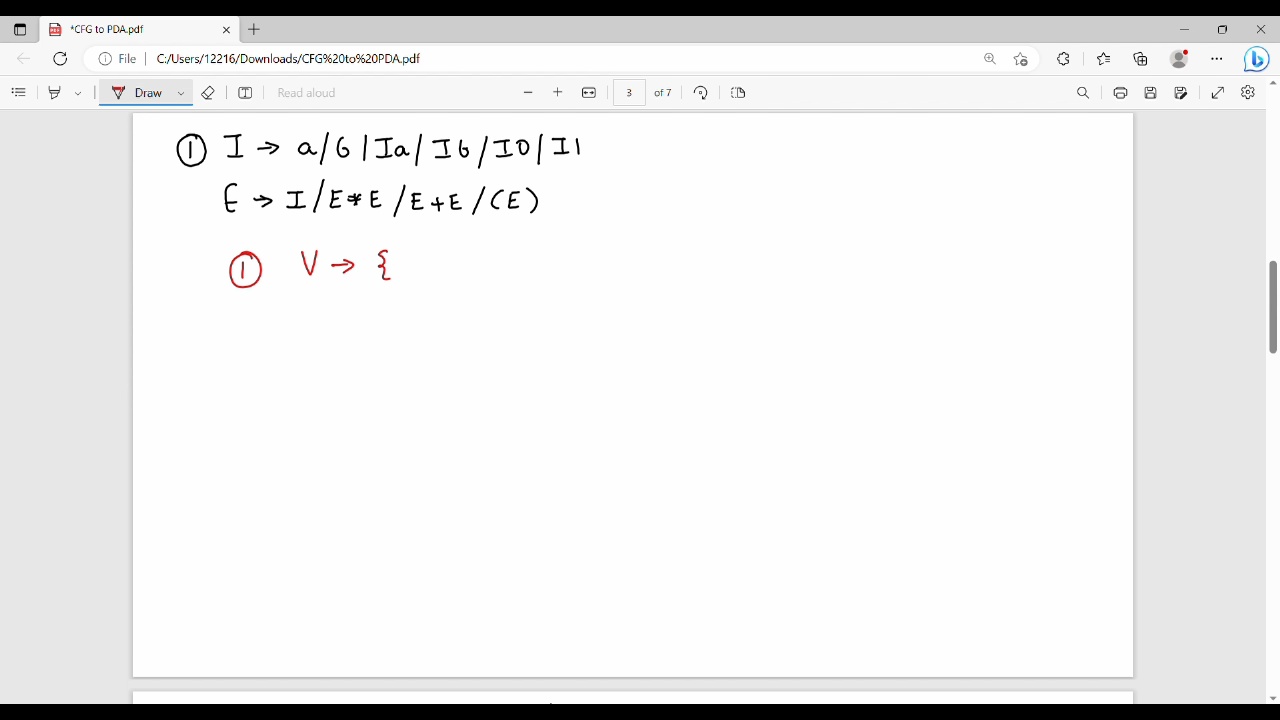 *CFG to PDA.pdf
File C:/Users/12216/Downloads/CFG%20to%20PDA.pdf
Draw Read aloud 3 of 7
① I → a/b|Ia/Ib/I0/I1
E → I/E*E/E+E/(E)
① V → {